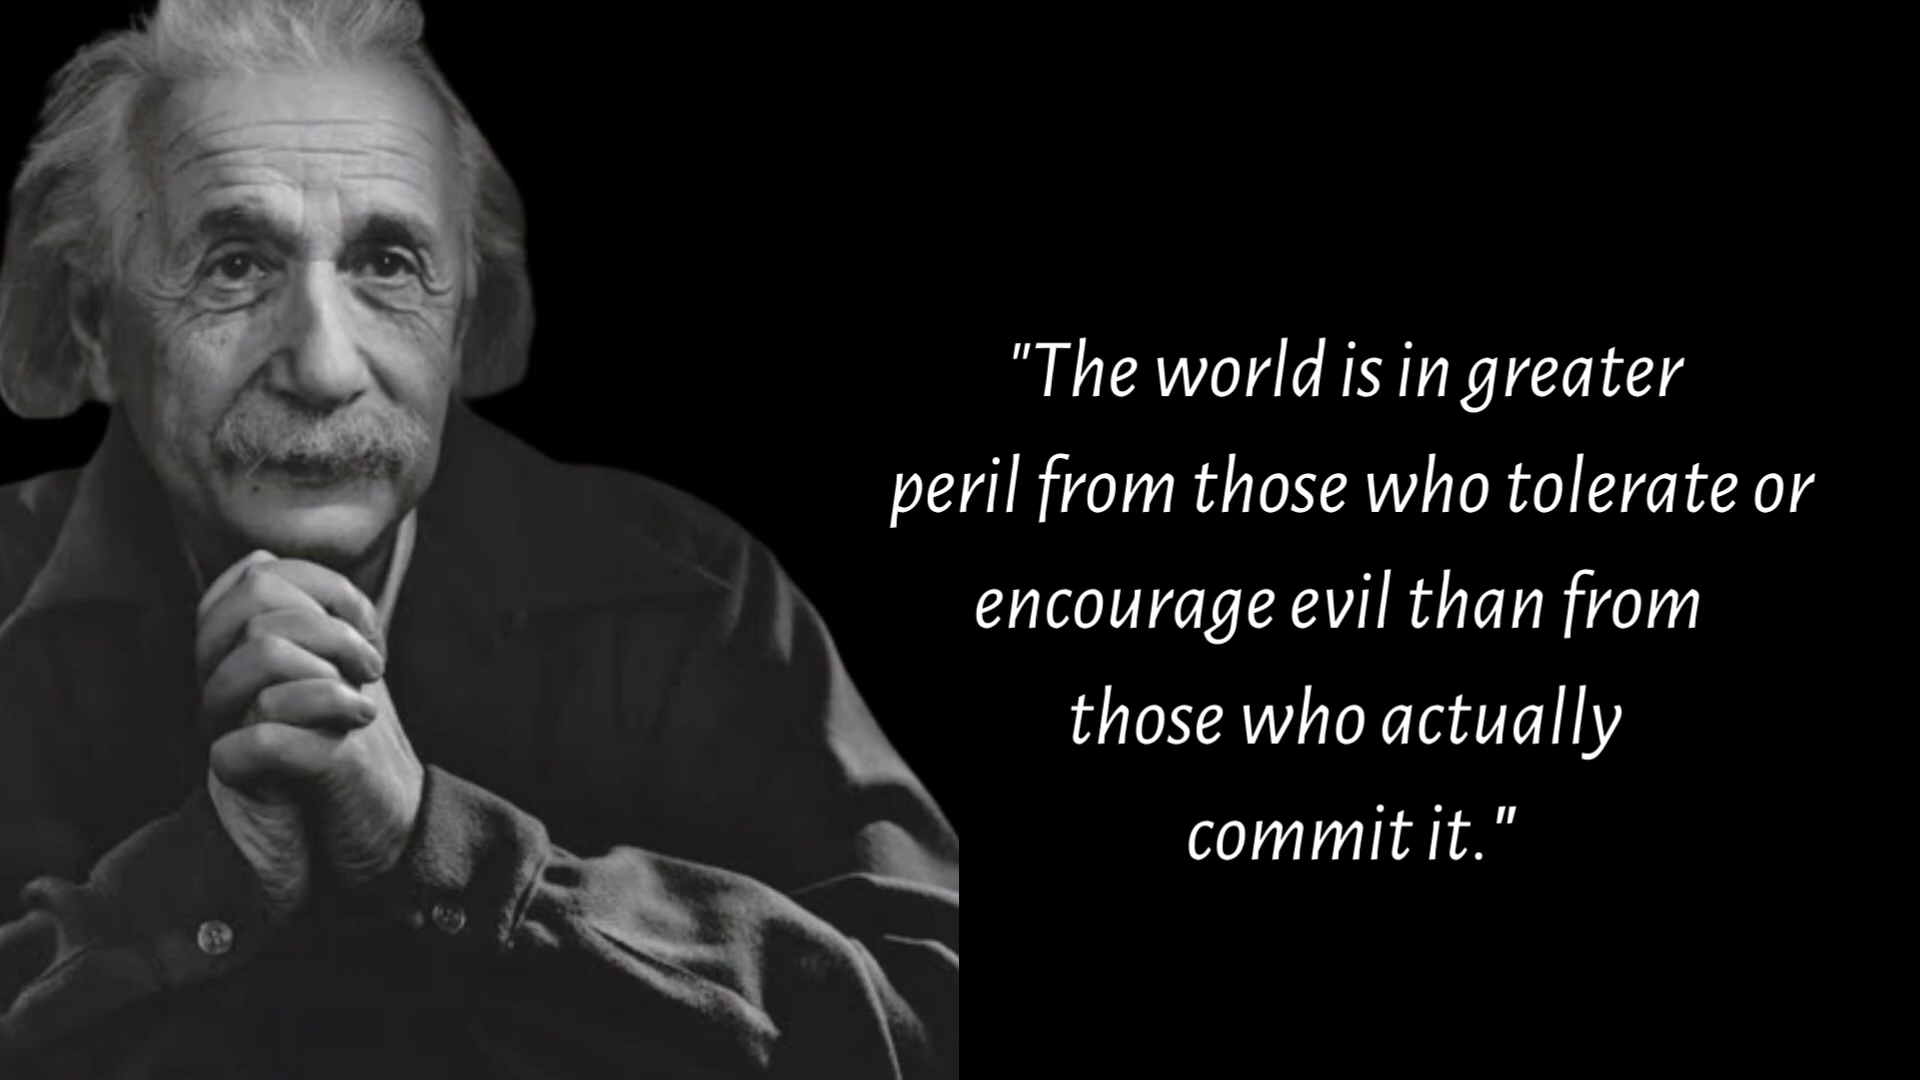 "The world is in greater
peril from those who tolerate or
encourage evil than from
those who actually
commit it."